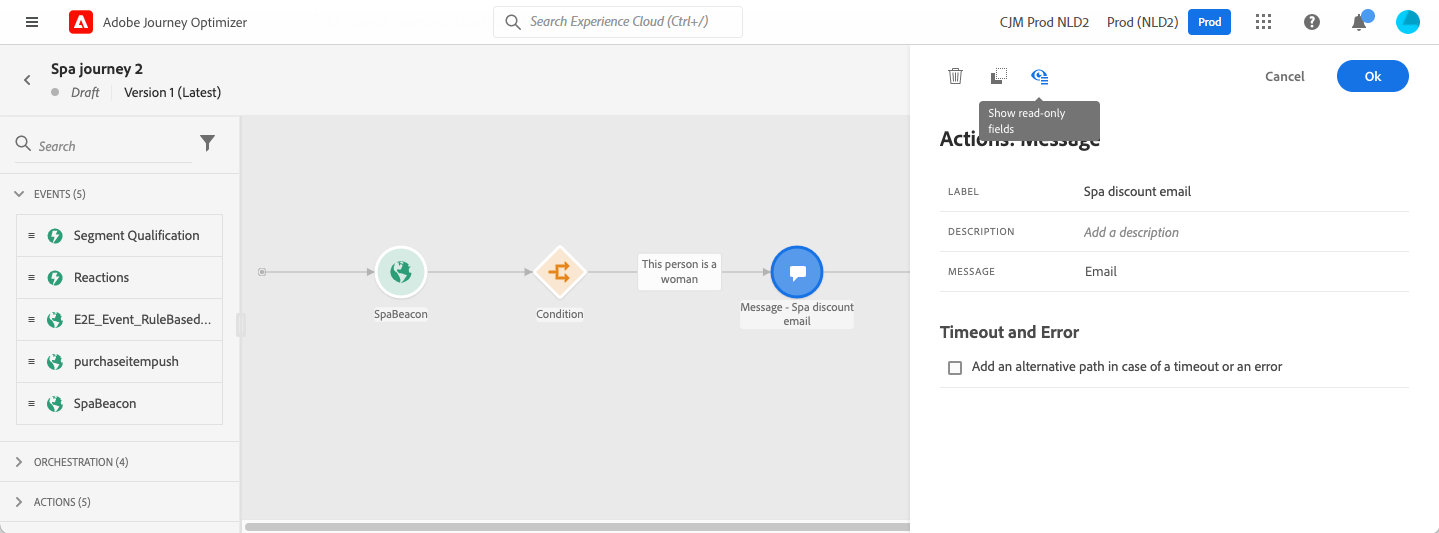 Adobe Journey Optimizer
Search Experience Cloud (Ctrl+/)
CJM Prod NLD2
Prod (NLD2)
Prod
Spa journey 2
Draft
Version 1 (Latest)
Cancel
Ok
Show read-only
fields
Search
EVENTS (5)
Segment Qualification
Reactions
E2E_Event_RuleBased...
purchaseitempush
SpaBeacon
ORCHESTRATION (4)
ACTIONS (5)
SpaBeacon
Condition
This person is a
woman
Message - Spa discount
email
Actions: Message
LABEL
Spa discount email
DESCRIPTION
Add a description
MESSAGE
Email
Timeout and Error
Add an alternative path in case of a timeout or an error